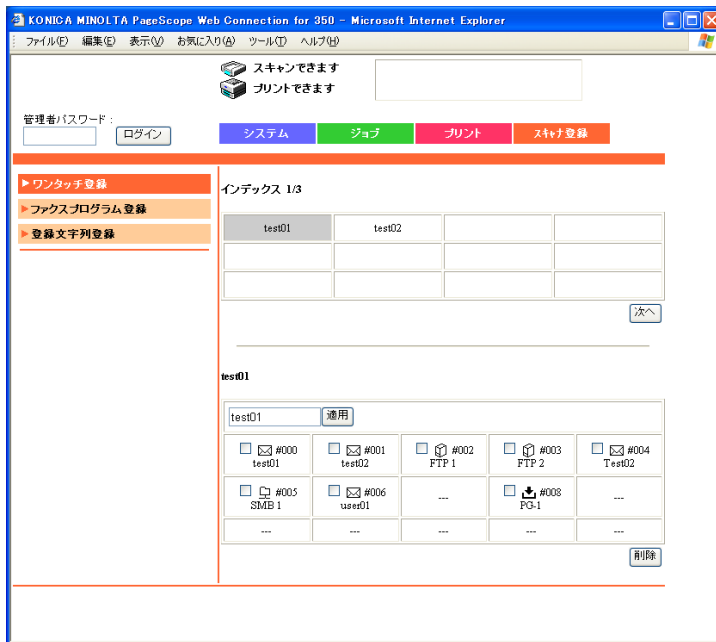 KONICA MINOLTA PageScope Web Connection for 350 - Microsoft Internet Explorer
ファイル(F) 編集(E) 表示(V) お気に入り(A) ツール(T) ヘルプ(H)
スキャンできます
プリントできます
管理者パスワード:
ログイン
システム ジョブ プリント スキャナ登録
▶ワンタッチ登録
▶ファクスプログラム登録
▶登録文字列登録
インデックス 1/3
test01 test02
次へ
test01
test01 適用
#000 #001 #002 #003 #004
test01 test02 FTP 1 FTP 2 Test02
#005 #006 --- #008 ---
SMB 1 user01 PG-1
--- --- --- --- ---
削除